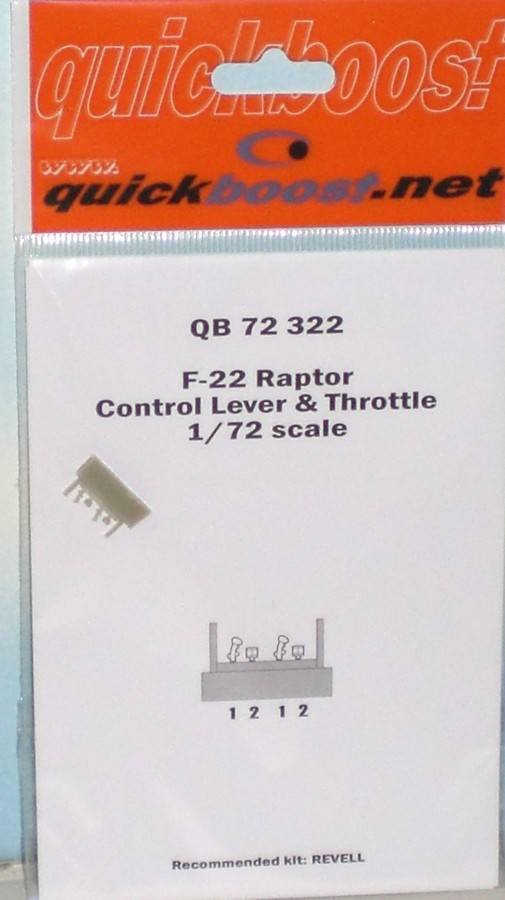 quickboost
www.
quickboost.net
QB 72 322
F-22 Raptor
Control Lever & Throttle
1/72 scale
1 2 1 2
Recommended kit: REVELL